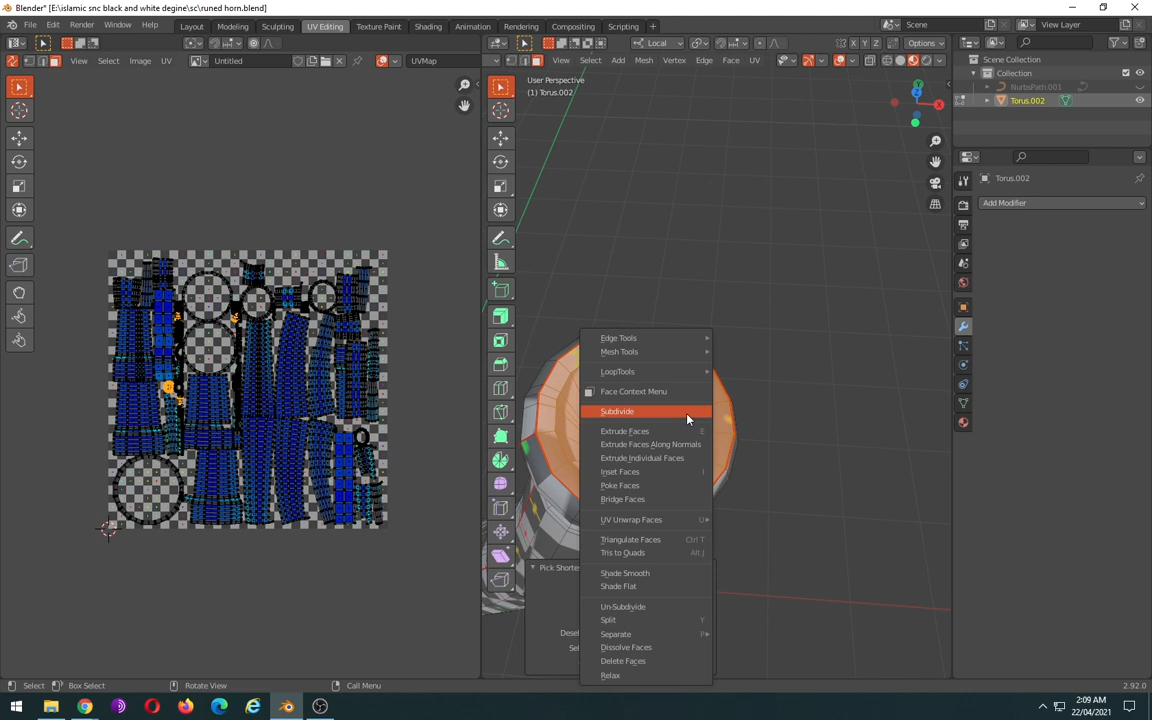 Blender* [E:\islamic snc black and white degine\sc\runed horn.blend]
File Edit Render Window Help Layout Modeling Sculpting UV Editing Texture Paint Shading Animation Rendering Compositing Scripting + Scene View Layer
Local X Y Z Options
View Select Image UV Untitled UVMap View Select Add Mesh Vertex Edge Face UV
Scene Collection
Collection
NurbsPath.001
Torus.002
User Perspective
(1) Torus.002
X
Y
Z
Torus.002
Add Modifier
Edge Tools
Mesh Tools
LoopTools
Face Context Menu
Subdivide
Extrude Faces E
Extrude Faces Along Normals
Extrude Individual Faces
Inset Faces I
Poke Faces
Bridge Faces
UV Unwrap Faces U
Triangulate Faces Ctrl T
Tris to Quads Alt J
Shade Smooth
Shade Flat
Un-Subdivide
Split Y
Separate P
Dissolve Faces
Delete Faces
Relax
Pick Shortes
Desel
Sel
Select Box Select Rotate View Call Menu 2.92.0
2:09 AM
22/04/2021